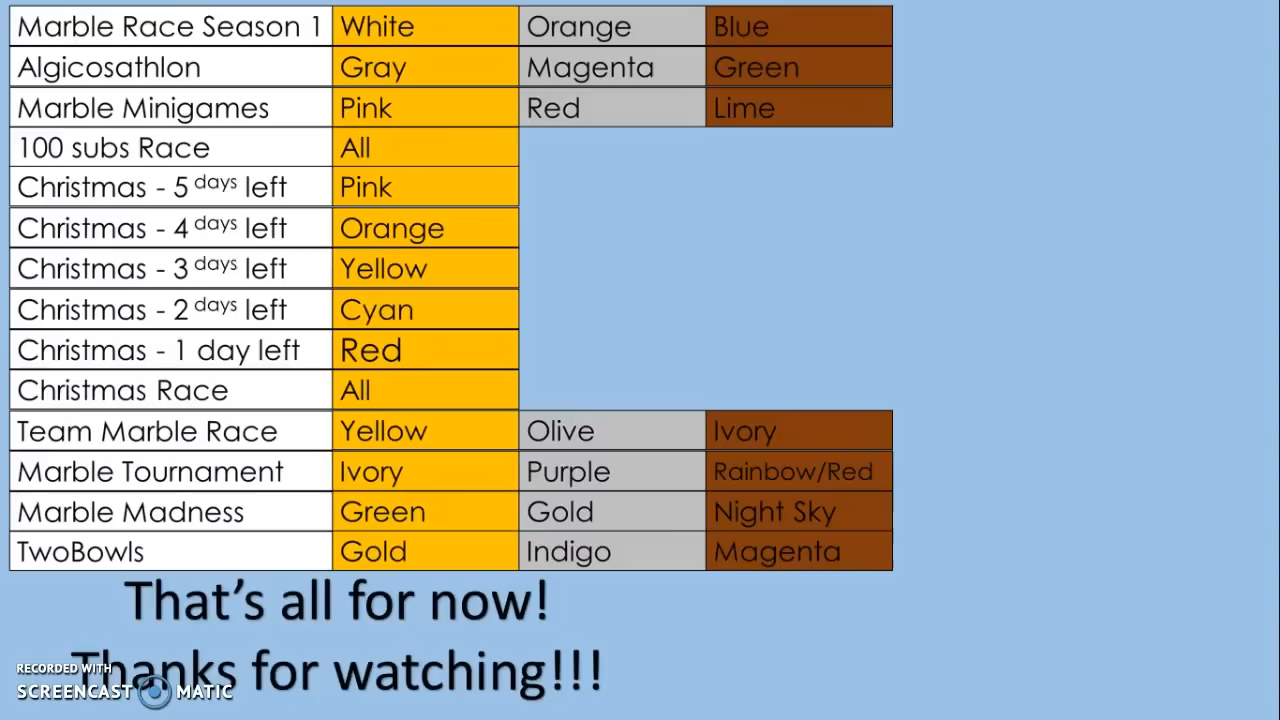 Marble Race Season 1 White Orange Blue
Algicosathlon Gray Magenta Green
Marble Minigames Pink Red Lime
100 subs Race All
Christmas - 5 days left Pink
Christmas - 4 days left Orange
Christmas - 3 days left Yellow
Christmas - 2 days left Cyan
Christmas - 1 day left Red
Christmas Race All
Team Marble Race Yellow Olive Ivory
Marble Tournament Ivory Purple Rainbow/Red
Marble Madness Green Gold Night Sky
TwoBowls Gold Indigo Magenta
That's all for now!
Thanks for watching!!!
RECORDED WITH
SCREENCAST MATIC